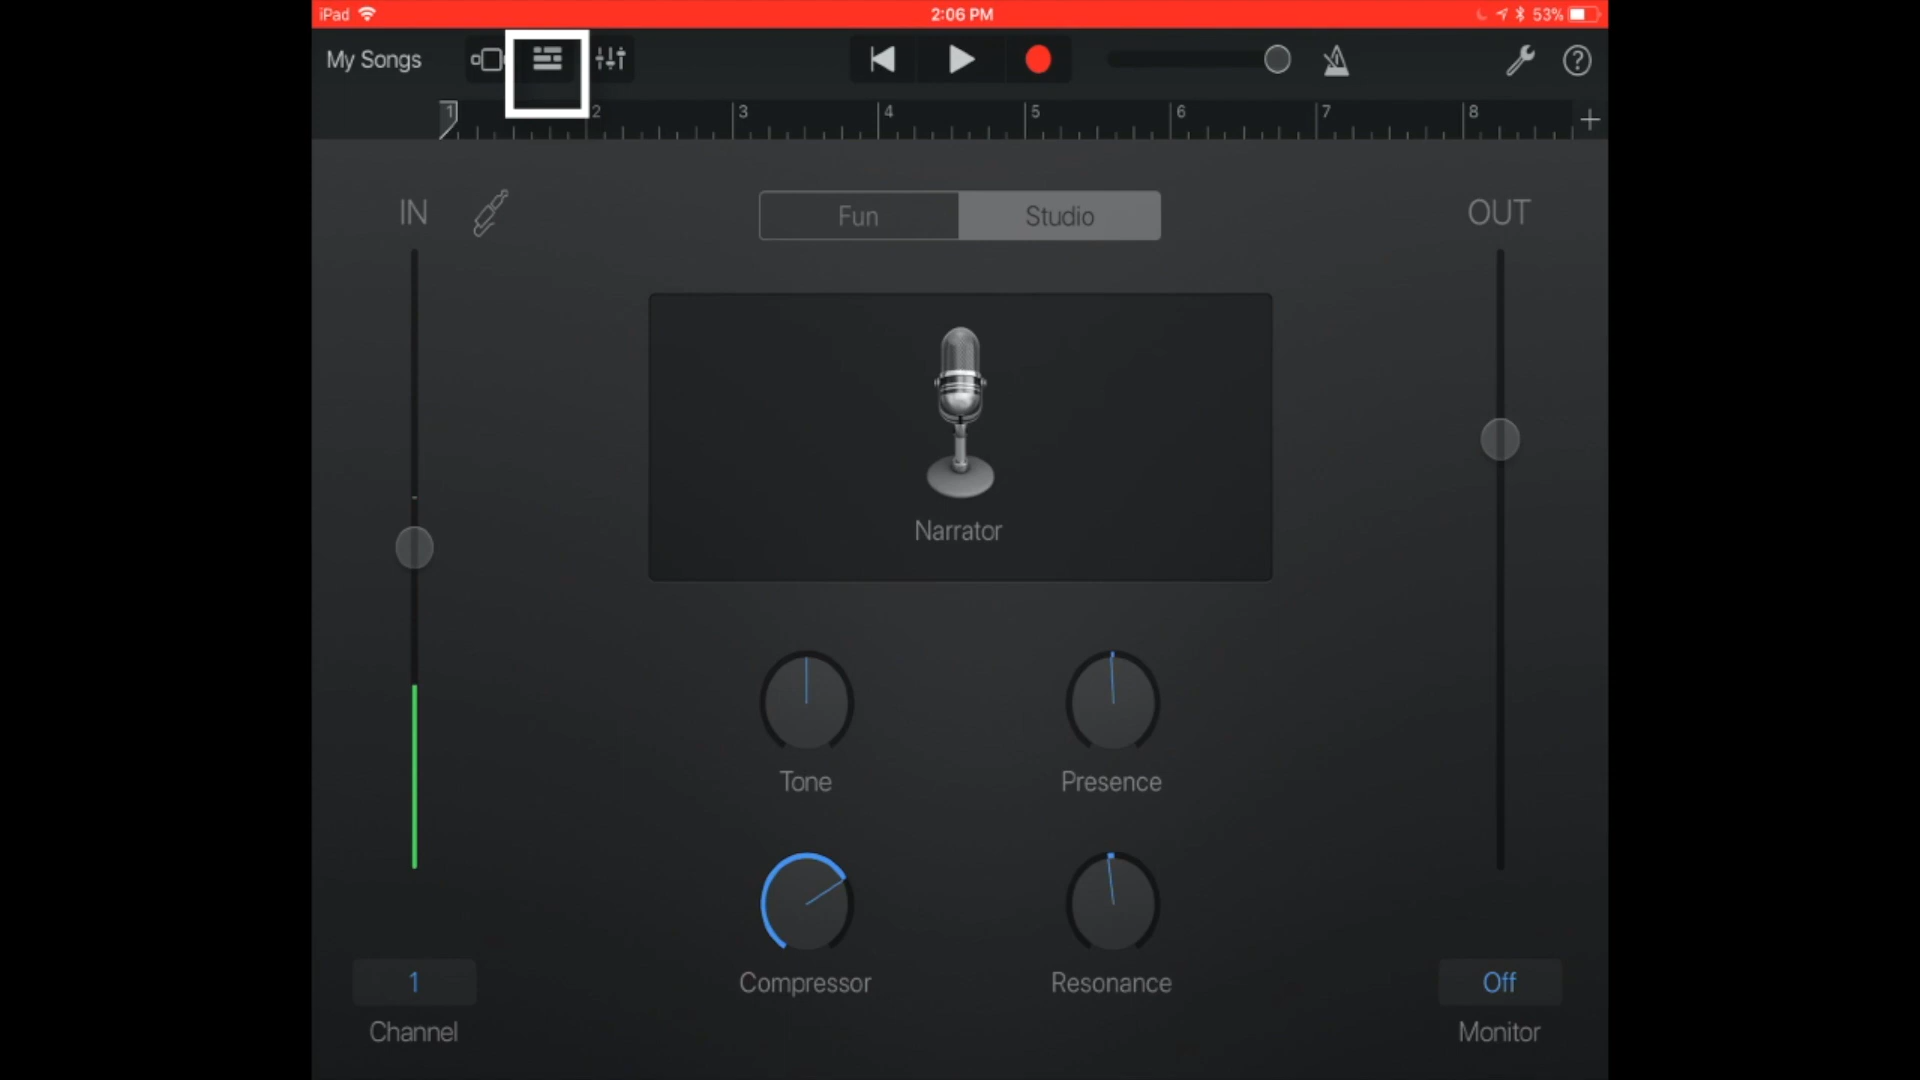 iPad 2:06 PM 53%
My Songs ?
1 2 3 4 5 6 7 8 +
IN Fun Studio OUT
Narrator
Tone Presence
Compressor Resonance
1 Off
Channel Monitor